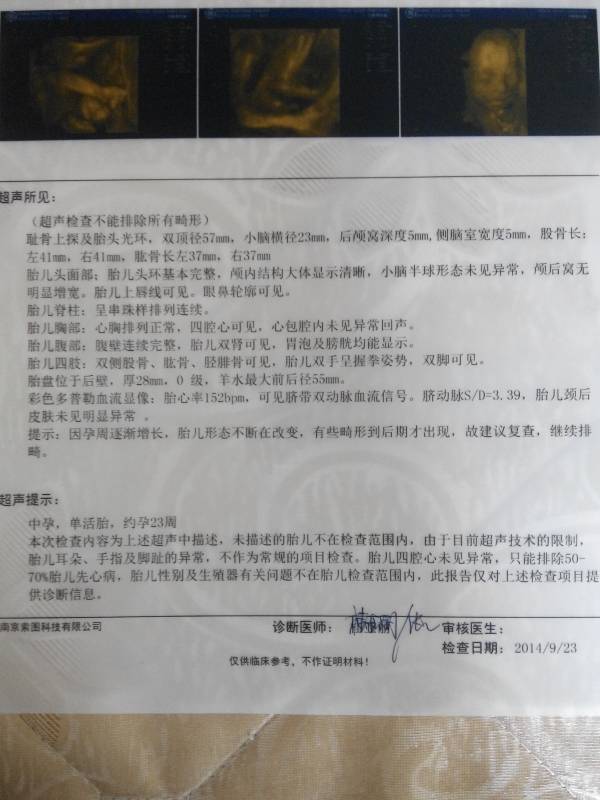 超声所见：
（超声检查不能排除所有畸形）
耻骨上探及胎头光环，双顶径57mm，小脑横径23mm，后颅窝深度5mm,侧脑室宽度5mm，股骨长：
左41mm，右41mm，肱骨长左37mm，右37mm
胎儿头面部：胎儿头环基本完整，颅内结构大体显示清晰，小脑半球形态未见异常，颅后窝无
明显增宽。胎儿上唇线可见。眼鼻轮廓可见。
胎儿脊柱：呈串珠样排列连续。
胎儿胸部：心胸排列正常，四腔心可见，心包腔内未见异常回声。
胎儿腹部：腹壁连续完整，胎儿双肾可见，胃泡及膀胱均能显示。
胎儿四肢：双侧股骨、肱骨、胫腓骨可见，胎儿双手呈握拳姿势，双脚可见。
胎盘位于后壁，厚28mm，0 级，羊水最大前后径55mm。
彩色多普勒血流显像：胎心率152bpm，可见脐带双动脉血流信号。脐动脉S/D=3.39，胎儿颈后
皮肤未见明显异常 。
提示：因孕周逐渐增长，胎儿形态不断在改变，有些畸形到后期才出现，故建议复查，继续排
畸。
超声提示：
中孕，单活胎，约孕23周
本次检查内容为上述超声中描述，未描述的胎儿不在检查范围内，由于目前超声技术的限制，
胎儿耳朵、手指及脚趾的异常，不作为常规的项目检查。胎儿四腔心未见异常，只能排除50-
70%胎儿先心病，胎儿性别及生殖器有关问题不在胎儿检查范围内，此报告仅对上述检查项目提
供诊断信息。
南京索图科技有限公司
诊断医师：
审核医生：
检查日期： 2014/9/23
仅供临床参考，不作证明材料！